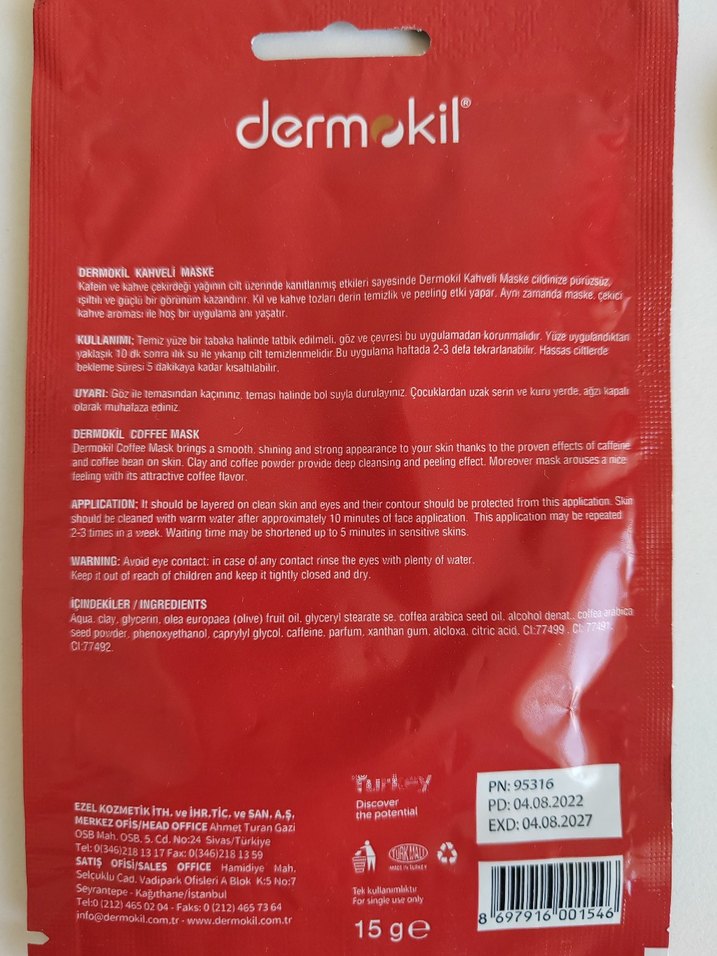 dermokil®
DERMOKİL KAHVELİ MASKE
Kafein ve kahve çekirdeği yağının cilt üzerinde kanıtlanmış etkileri sayesinde Dermokil Kahveli Maske cildinize pürüzsüz,
ışıltılı ve güçlü bir görünüm kazandırır. Kil ve kahve tozları derin temizlik ve peeling etki yapar. Aynı zamanda maske, çekici
kahve aroması ile hoş bir uygulama anı yaşatır.
KULLANIMI: Temiz yüze bir tabaka halinde tatbik edilmeli, göz ve çevresi bu uygulamadan korunmalıdır. Yüze uygulandıktan
yaklaşık 10 dk sonra ılık su ile yıkanıp cilt temizlenmelidir.Bu uygulama haftada 2-3 defa tekrarlanabilir. Hassas ciltlerde
bekleme süresi 5 dakikaya kadar kısaltılabilir.
UYARI: Göz ile temasından kaçınınız, teması halinde bol suyla durulayınız. Çocuklardan uzak serin ve kuru yerde, ağzı kapalı
olarak muhafaza ediniz.
DERMOKİL COFFEE MASK
Dermokil Coffee Mask brings a smooth, shining and strong appearance to your skin thanks to the proven effects of caffeine
and coffee bean on skin. Clay and coffee powder provide deep cleansing and peeling effect. Moreover mask arouses a nice
feeling with its attractive coffee flavor.
APPLICATION: It should be layered on clean skin and eyes and their contour should be protected from this application. Skin
should be cleaned with warm water after approximately 10 minutes of face application. This application may be repeated
2-3 times in a week. Waiting time may be shortened up to 5 minutes in sensitive skins.
WARNING: Avoid eye contact; in case of any contact rinse the eyes with plenty of water.
Keep it out of reach of children and keep it tightly closed and dry.
İÇİNDEKİLER / INGREDIENTS
Aqua, clay, glycerin, olea europaea (olive) fruit oil, glyceryl stearate se, coffea arabica seed oil, alcohol denat., coffea arabica
seed powder, phenoxyethanol, caprylyl glycol, caffeine, parfum, xanthan gum, alcloxa, citric acid, CI:77499 , CI:77491,
CI:77492.
EZEL KOZMETİK İTH. ve İHR.TİC. ve SAN. A.Ş.
MERKEZ OFİS/HEAD OFFICE Ahmet Turan Gazi
OSB Mah. OSB. 5. Cd. No:24 Sivas/Türkiye
Tel: 0(346)218 13 17 Fax: 0(346)218 13 59
SATIŞ OFİSİ/SALES OFFICE Hamidiye Mah.
Selçuklu Cad. Vadipark Ofisleri A Blok K:5 No:7
Seyrantepe - Kağıthane/İstanbul
Tel:0 (212) 465 02 04 - Faks: 0 (212) 465 73 64
info@dermokil.com.tr - www.dermokil.com.tr
Turkey
Discover
the potential
TÜRK MALI
MADE IN TURKEY
Tek kullanımlıktır
For single use only
15 g℮
PN: 95316
PD: 04.08.2022
EXD: 04.08.2027
8 697916 001546